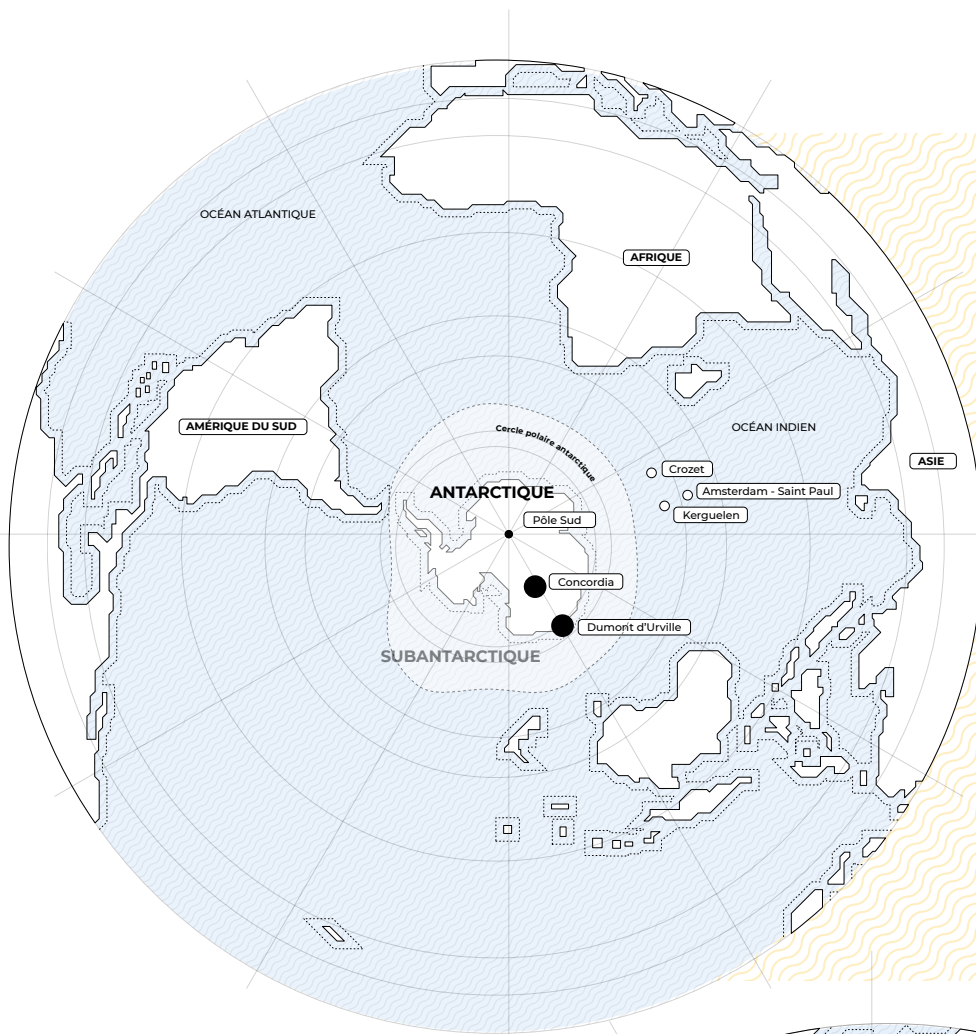 OCÉAN ATLANTIQUE
AFRIQUE
AMÉRIQUE DU SUD
OCÉAN INDIEN
Cercle polaire antarctique
ASIE
Crozet
ANTARCTIQUE
Amsterdam - Saint Paul
Kerguelen
Pôle Sud
Concordia
Dumont d'Urville
SUBANTARCTIQUE